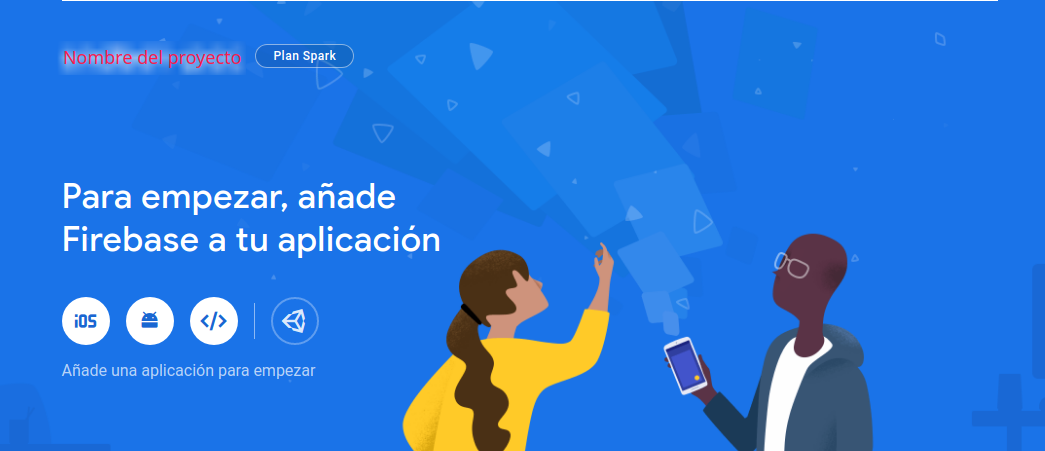 Nombre del proyecto Plan Spark
Para empezar, añade
Firebase a tu aplicación
iOS
Añade una aplicación para empezar